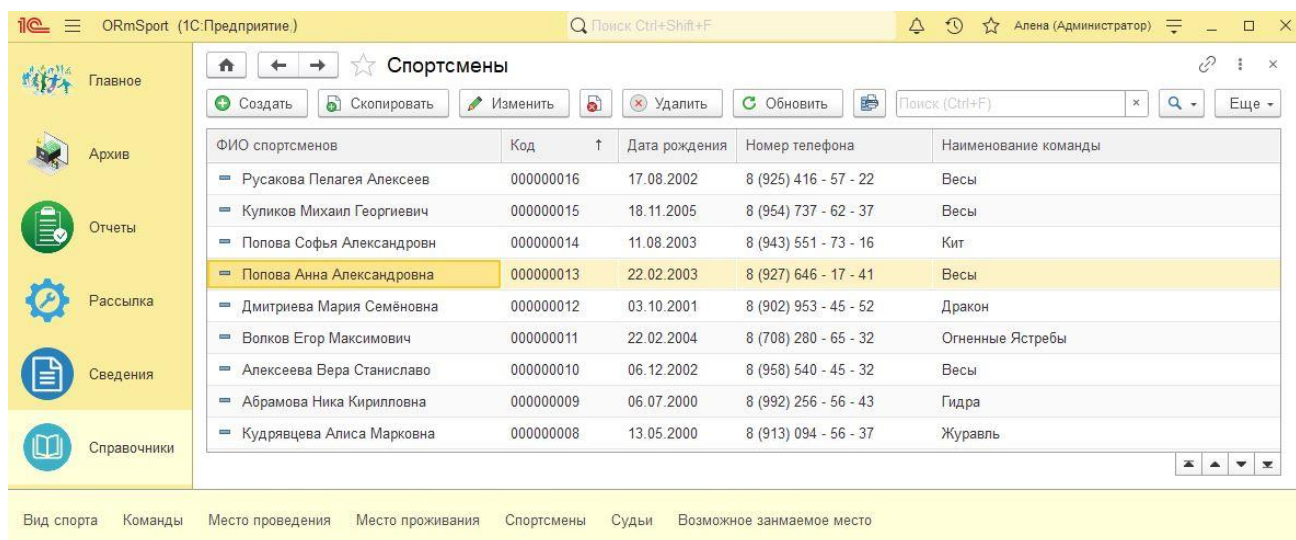 1С ORmSport (1С:Предприятие,) Поиск Ctrl+Shift+F Алена (Администратор)
Главное
Архив
Отчеты
Рассылка
Сведения
Справочники
Спортсмены
Создать Скопировать Изменить Удалить Обновить Поиск (Ctrl+F) × Еще
ФИО спортсменов Код ↑ Дата рождения Номер телефона Наименование команды
Русакова Пелагея Алексеев 000000016 17.08.2002 8 (925) 416 - 57 - 22 Весы
Куликов Михаил Георгиевич 000000015 18.11.2005 8 (954) 737 - 62 - 37 Весы
Попова Софья Александровн 000000014 11.08.2003 8 (943) 551 - 73 - 16 Кит
Попова Анна Александровна 000000013 22.02.2003 8 (927) 646 - 17 - 41 Весы
Дмитриева Мария Семёновна 000000012 03.10.2001 8 (902) 953 - 45 - 52 Дракон
Волков Егор Максимович 000000011 22.02.2004 8 (708) 280 - 65 - 32 Огненные Ястребы
Алексеева Вера Станиславо 000000010 06.12.2002 8 (958) 540 - 45 - 32 Весы
Абрамова Ника Кирилловна 000000009 06.07.2000 8 (992) 256 - 56 - 43 Гидра
Кудрявцева Алиса Марковна 000000008 13.05.2000 8 (913) 094 - 56 - 37 Журавль
Вид спорта Команды Место проведения Место проживания Спортсмены Судьи Возможное занмаемое место